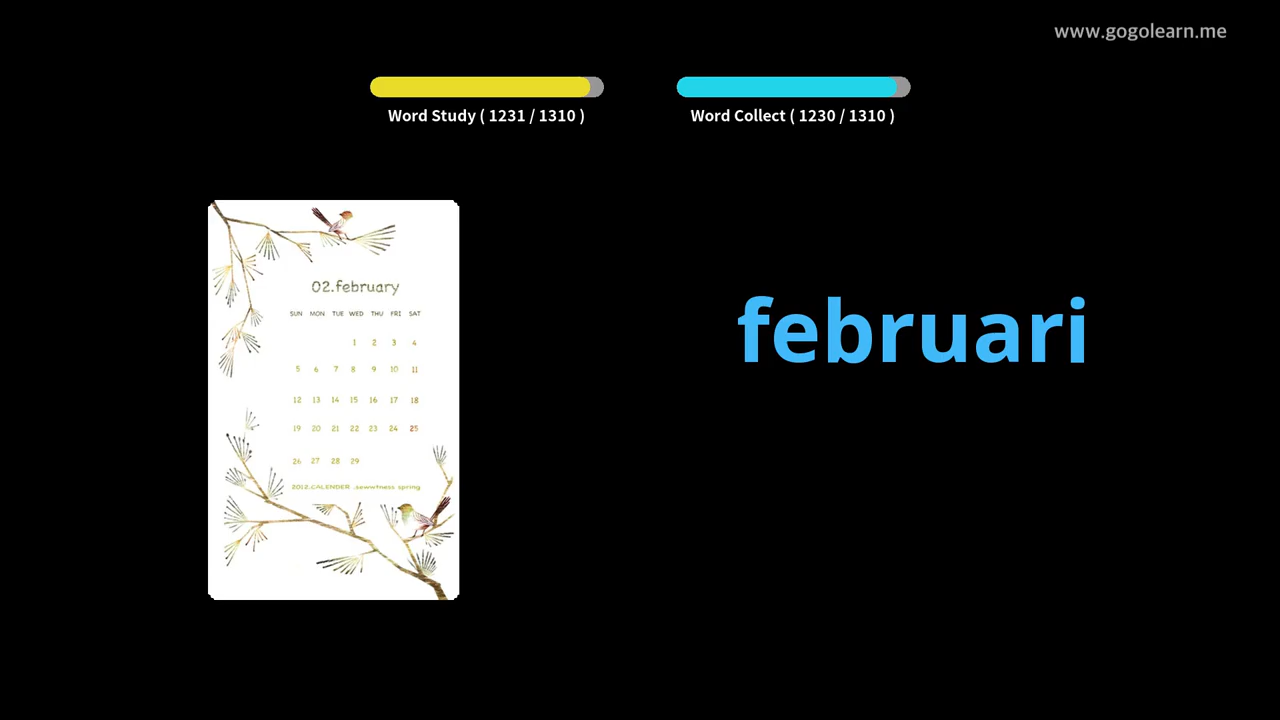 www.gogolearn.me
Word Study ( 1231 / 1310 )
Word Collect ( 1230 / 1310 )
02.february
SUN MON TUE WED THU FRI SAT
1 2 3 4
5 6 7 8 9 10 11
12 13 14 15 16 17 18
19 20 21 22 23 24 25
26 27 28 29
2012.CALENDER .sewwtness spring
februari